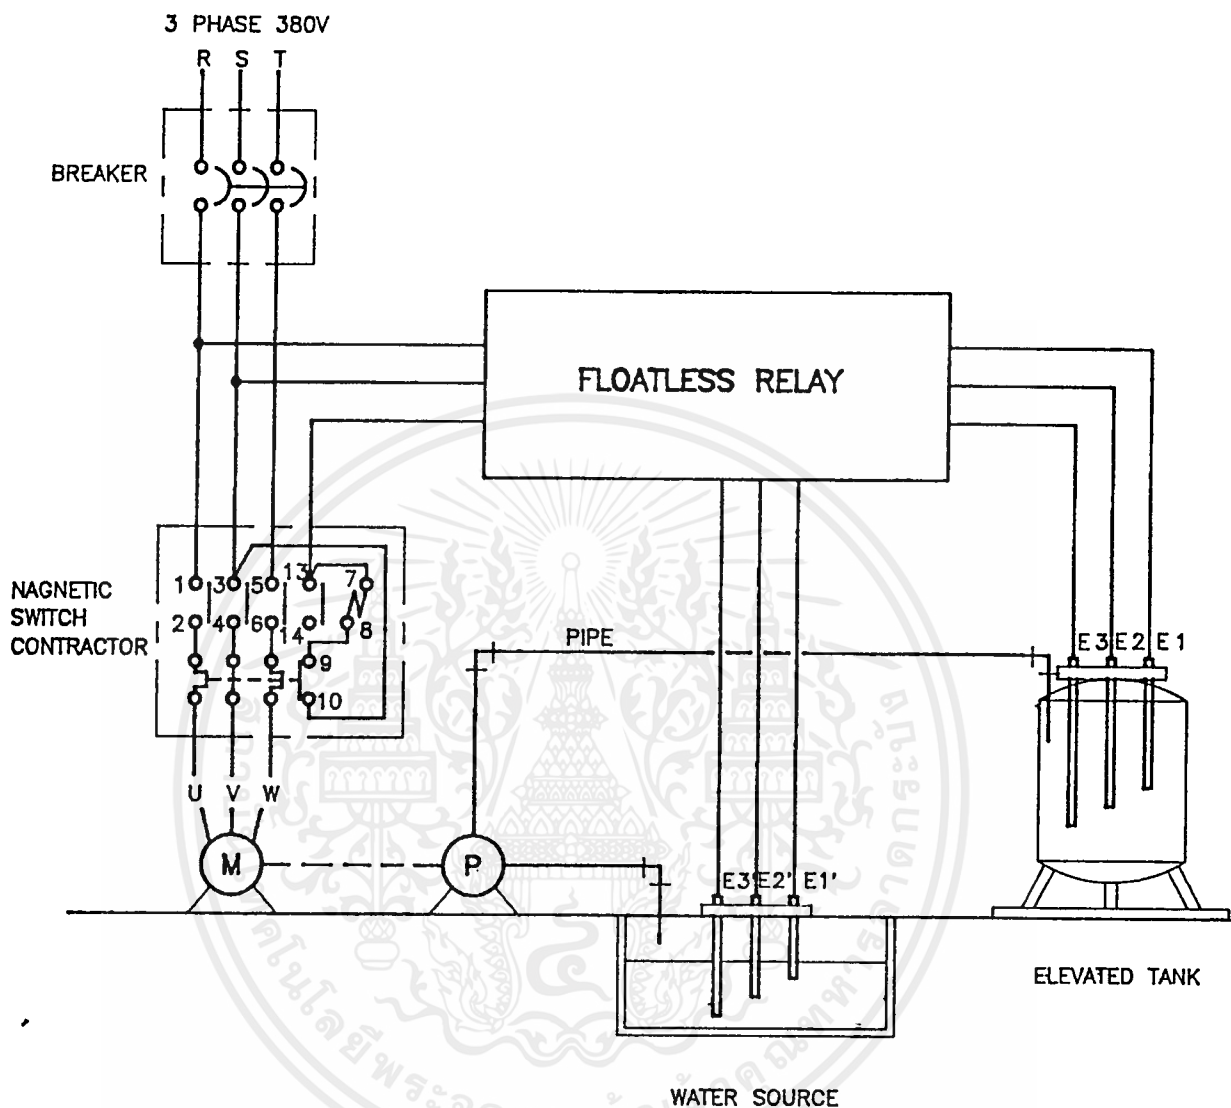 3 PHASE 380V
R S T
BREAKER
FLOATLESS RELAY
1 3 5 13 7
2 4 6 14 8
NAGNETIC
SWITCH
CONTRACTOR
9
10
PIPE
E3 E2 E1
U V W
M
P
E3' E2' E1'
ELEVATED TANK
WATER SOURCE